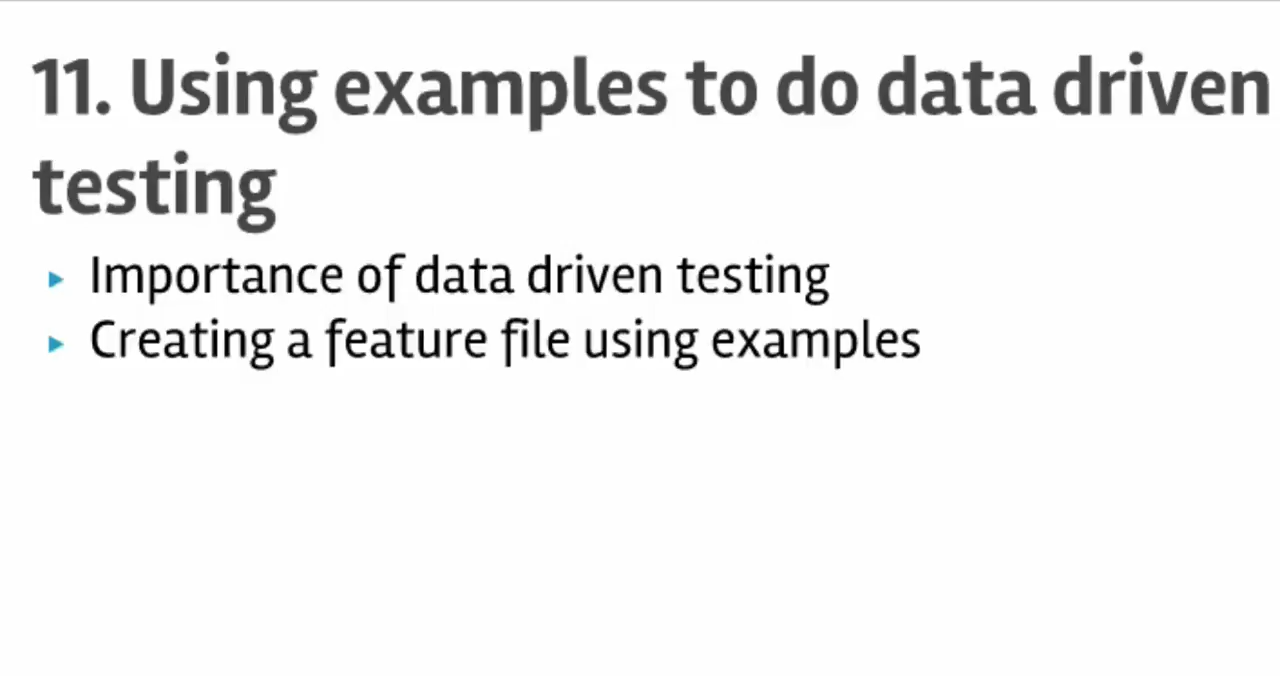 11. Using examples to do data driven
testing
Importance of data driven testing
Creating a feature file using examples